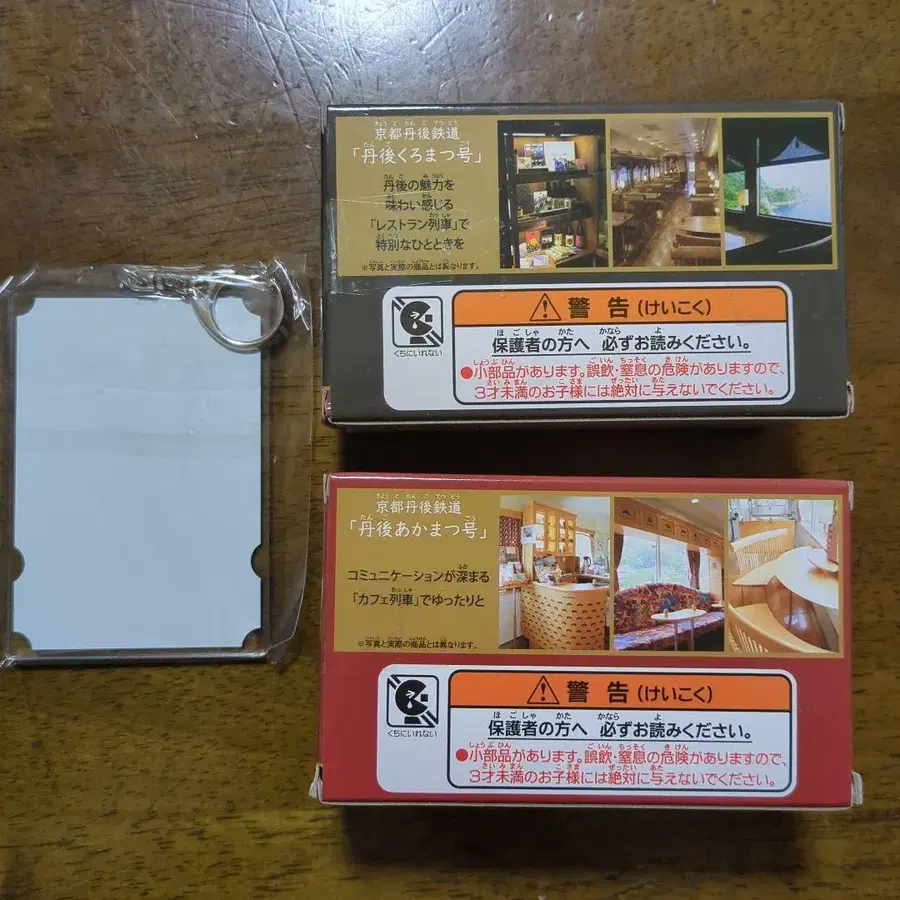 京都丹後鉄道
「丹後くろまつ号」
丹後の魅力を
味わい感じる
「レストラン列車」で
特別なひとときを
※写真と実際の商品とは異なります。
くちにいれない
警告(けいこく)
保護者の方へ 必ずお読みください。
●小部品があります。誤飲・窒息の危険がありますので、
3才未満のお子様には絶対に与えないでください。
京都丹後鉄道
「丹後あかまつ号」
コミュニケーションが深まる
「カフェ列車」でゆったりと
※写真と実際の商品とは異なります。
くちにいれない
警告(けいこく)
保護者の方へ 必ずお読みください。
●小部品があります。誤飲・窒息の危険がありますので、
3才未満のお子様には絶対に与えないでください。